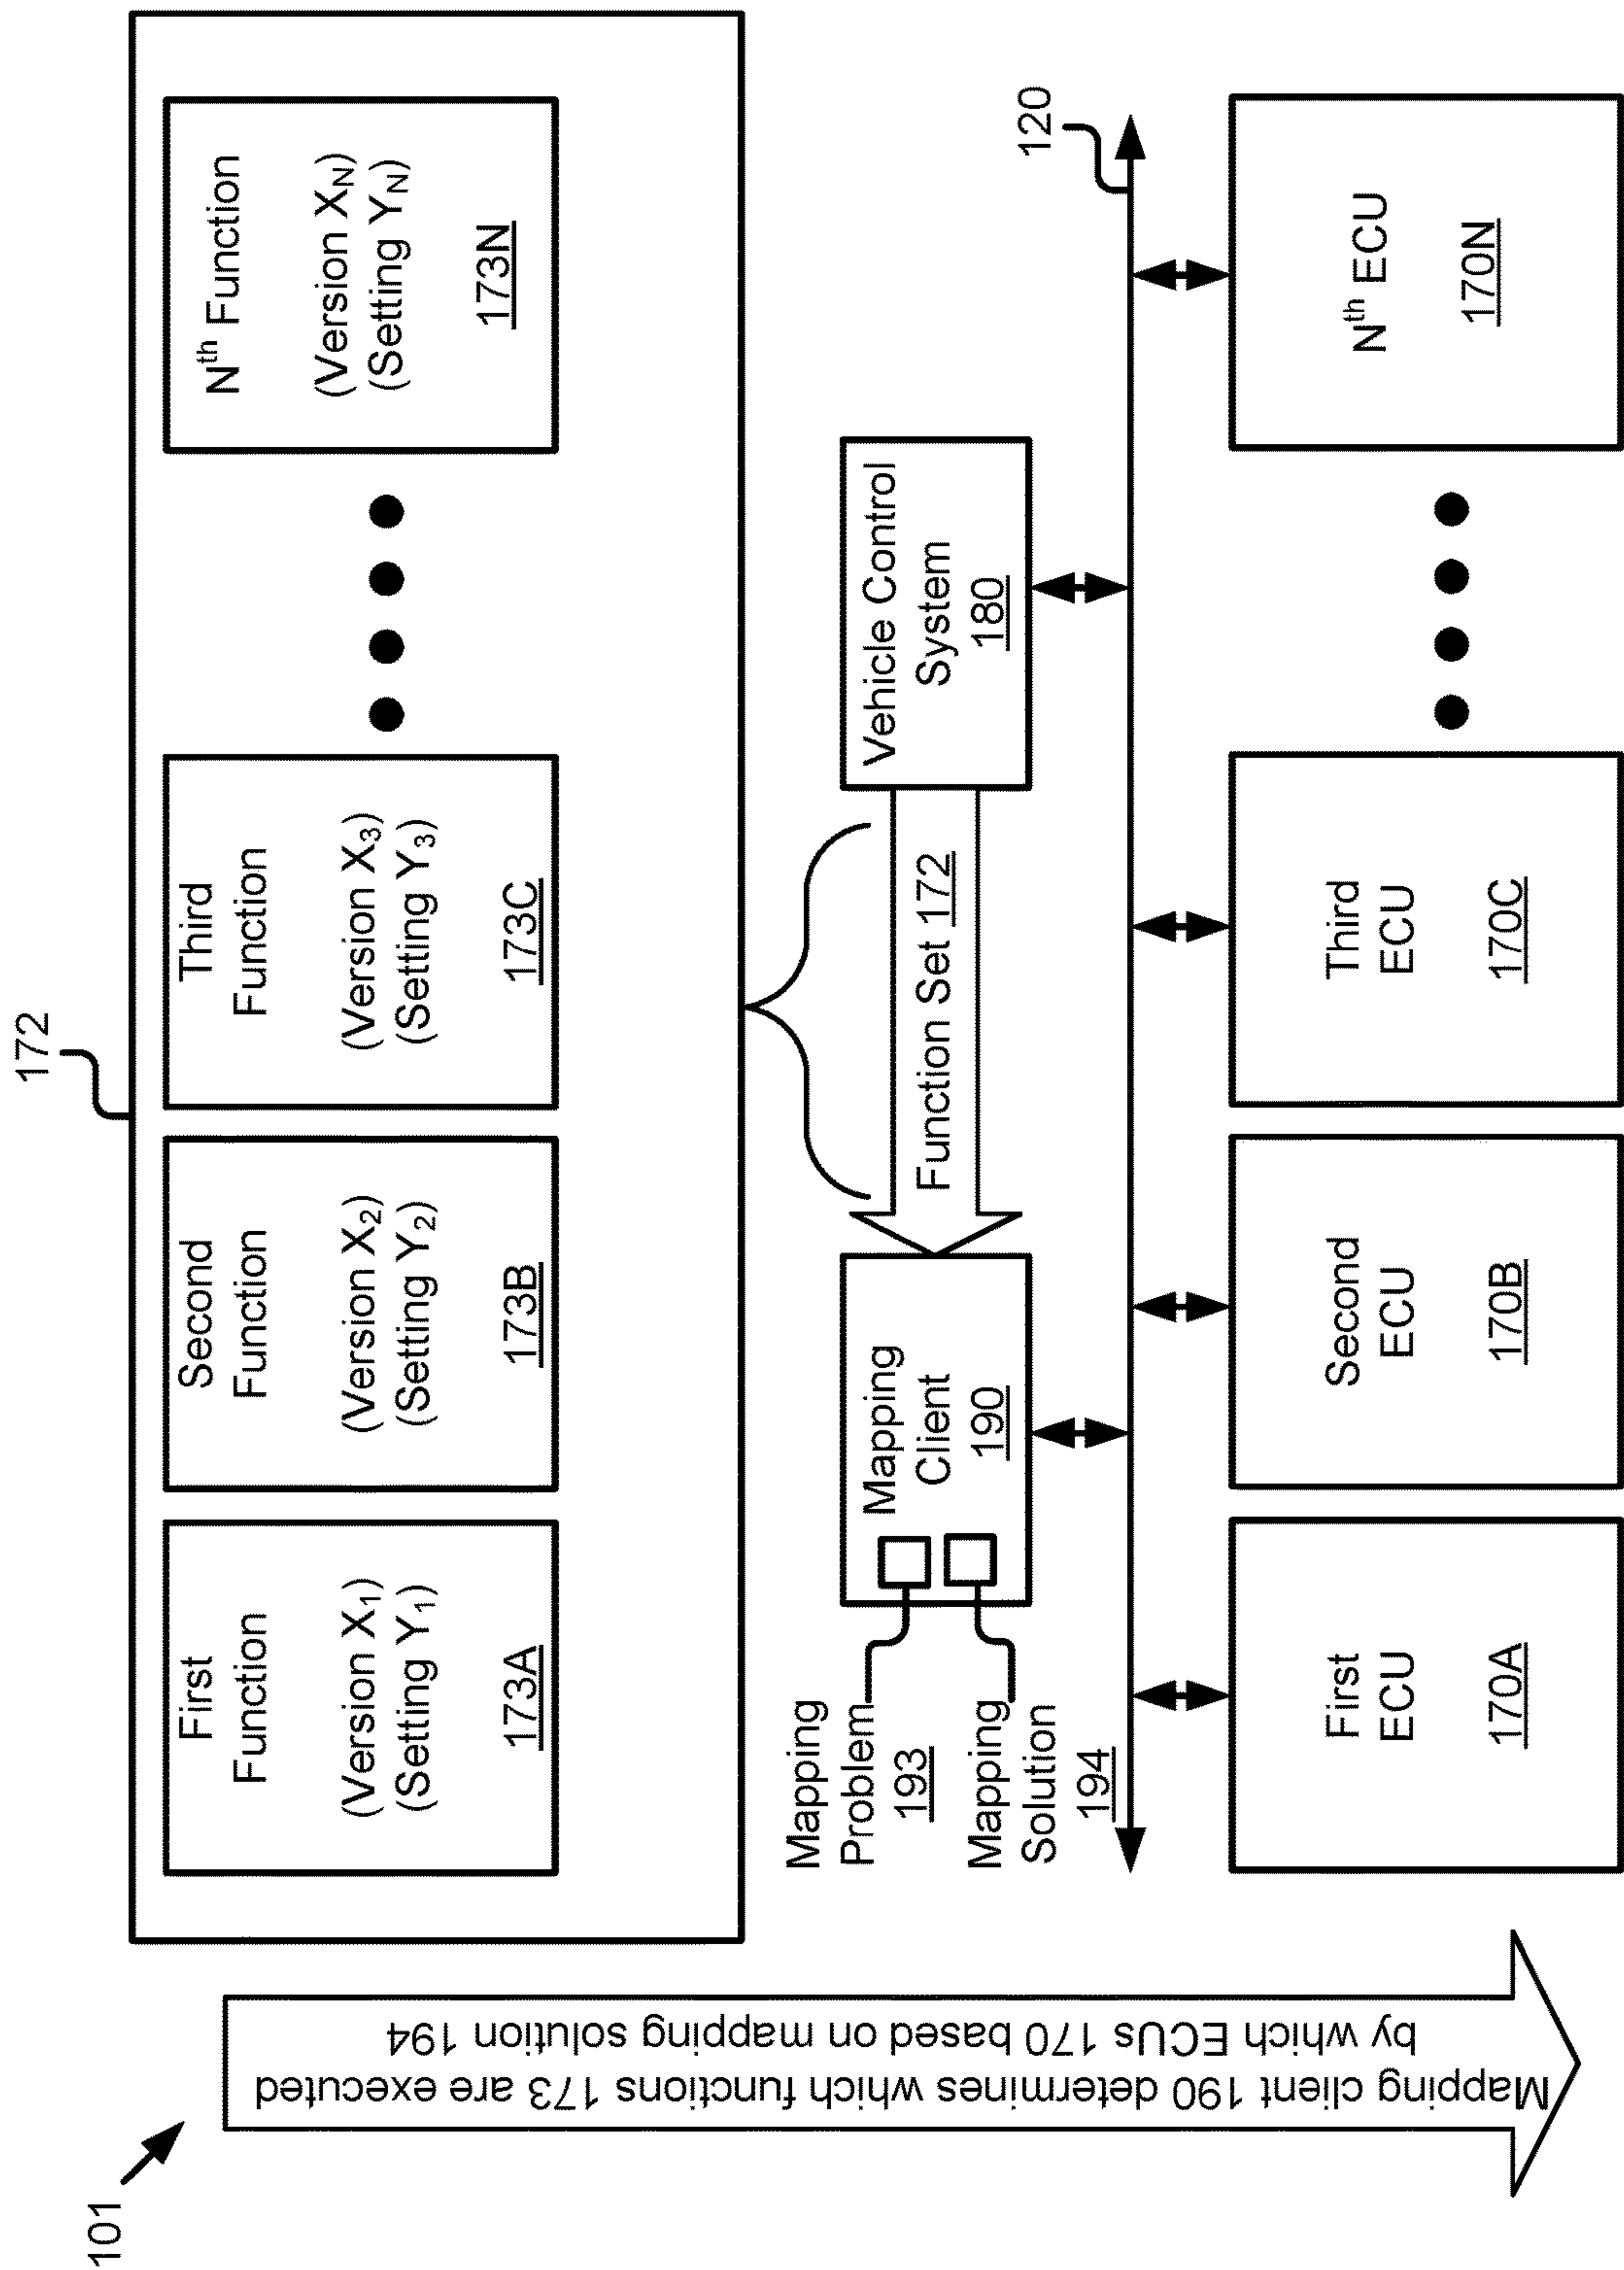 101
Mapping client 190 determines which functions 173 are executed
by which ECUs 170 based on mapping solution 194
172
First
Function
(Version X₁)
(Setting Y₁)
173A
Second
Function
(Version X₂)
(Setting Y₂)
173B
Third
Function
(Version X₃)
(Setting Y₃)
173C
Nᵗʰ Function
(Version X_N)
(Setting Y_N)
173N
Mapping
Problem
193
Mapping
Solution
194
Mapping
Client
190
Function Set 172
Vehicle Control
System
180
120
First
ECU
170A
Second
ECU
170B
Third
ECU
170C
Nᵗʰ ECU
170N